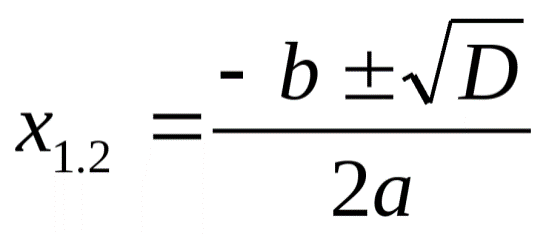 x₁.₂ = (- b ± √D) / 2a